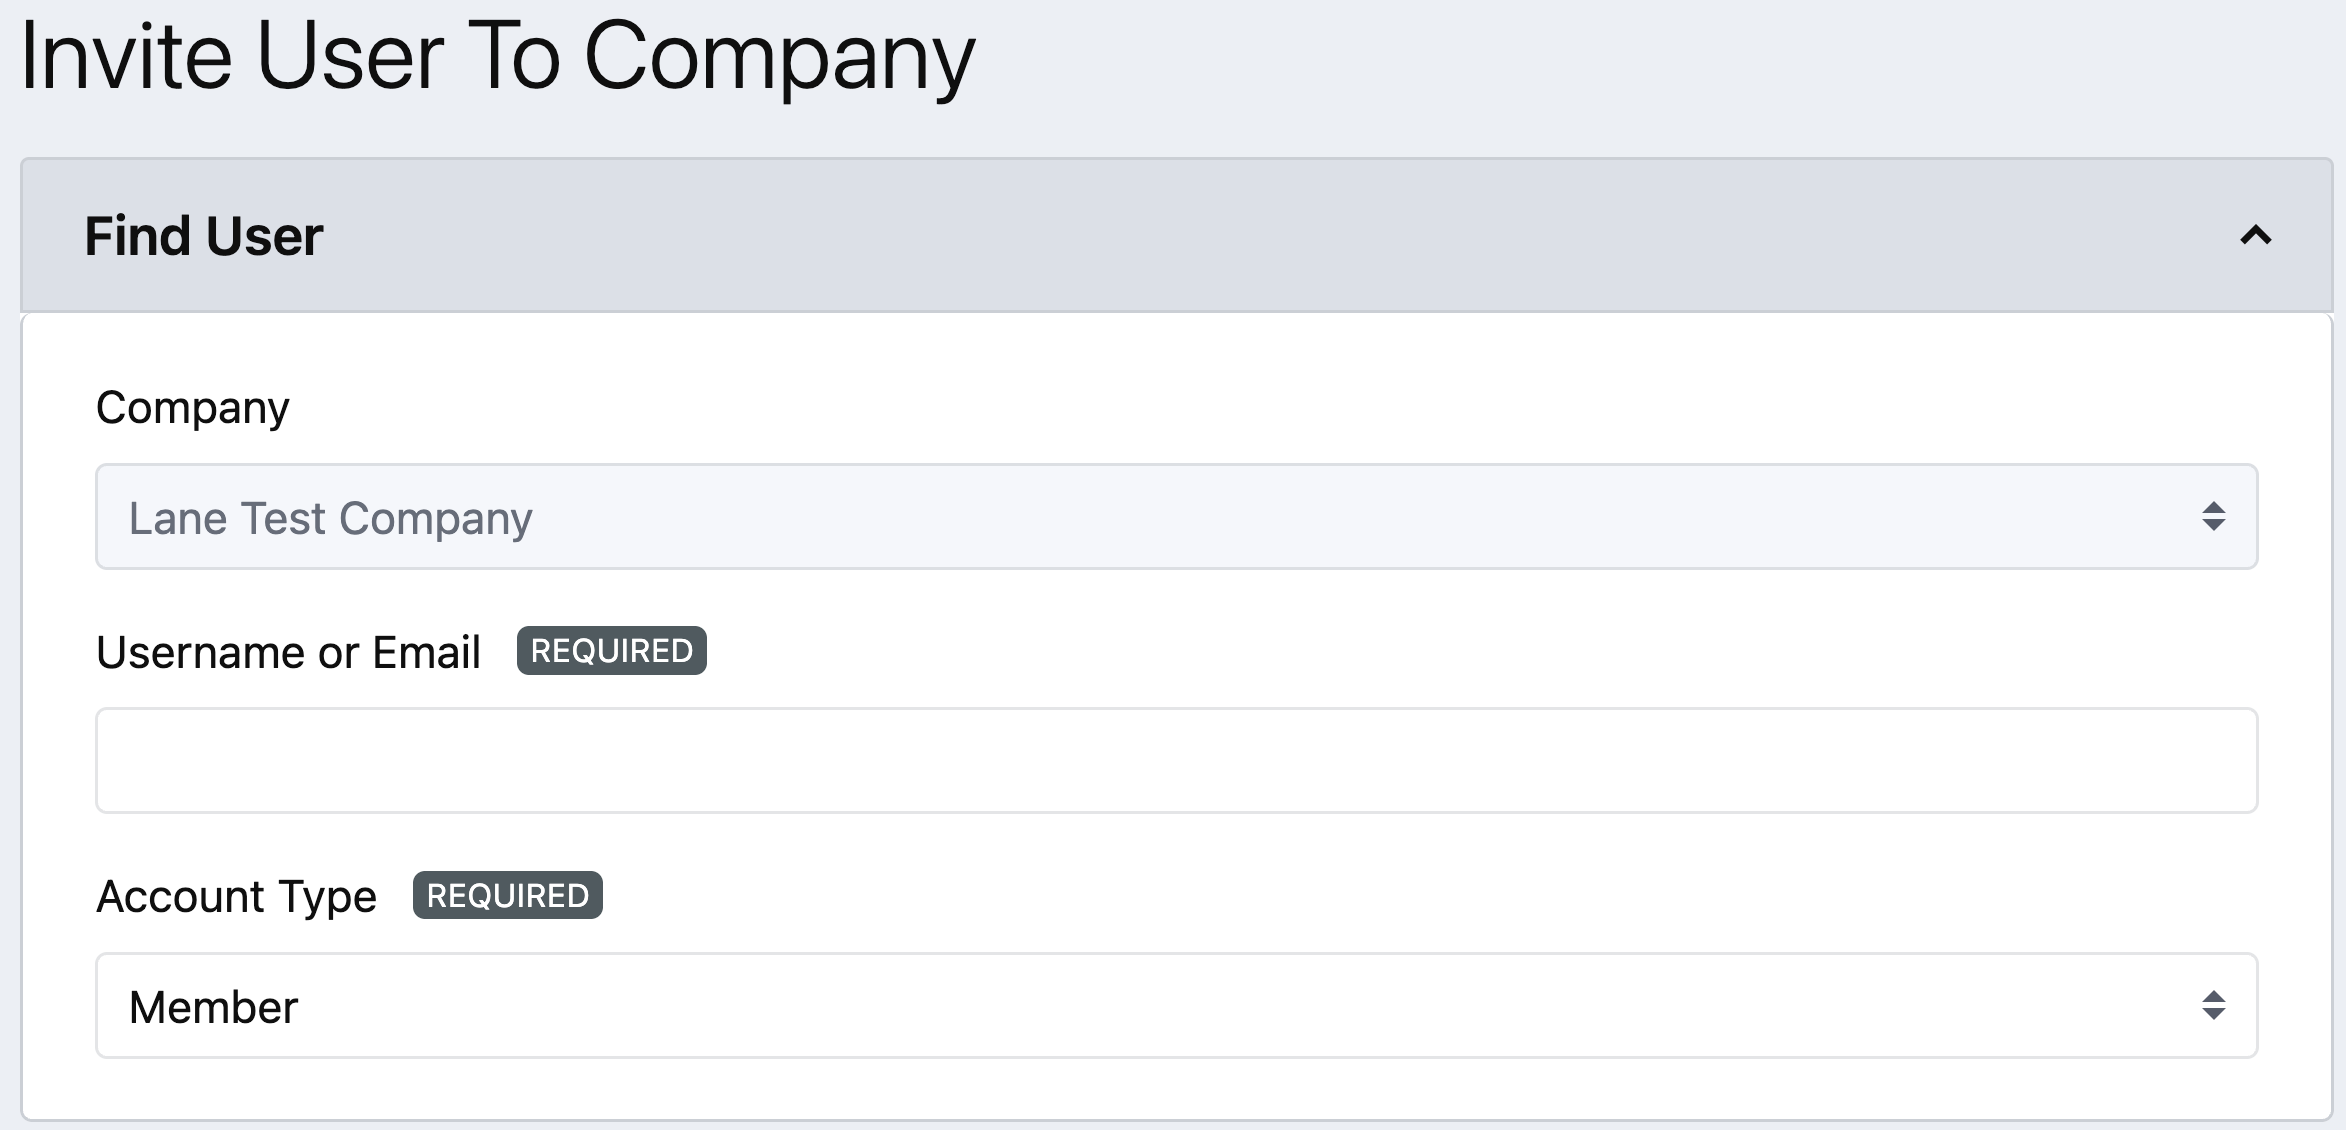 Invite User To Company
Find User
Company
Lane Test Company
Username or Email REQUIRED
Account Type REQUIRED
Member